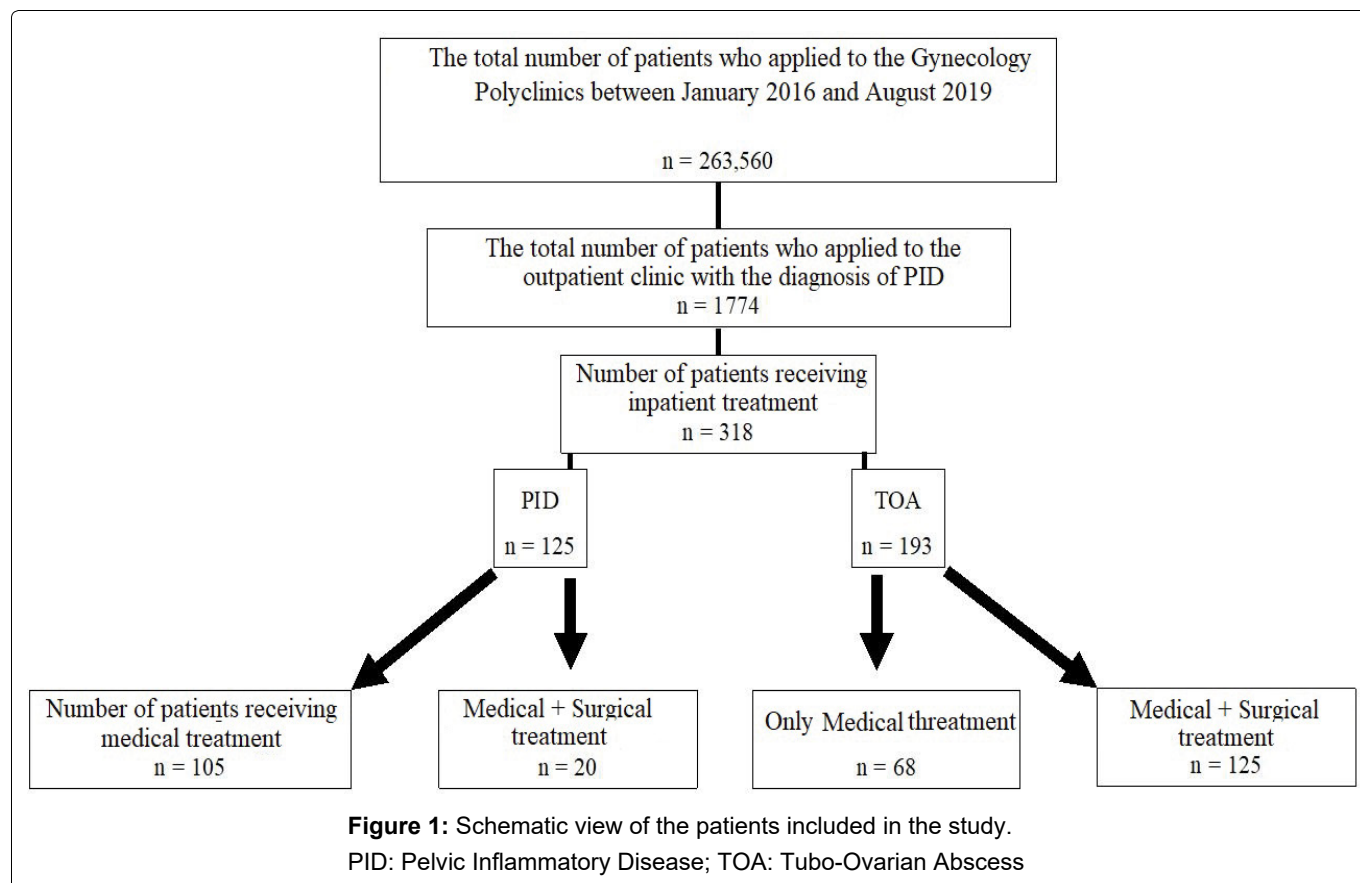 The total number of patients who applied to the Gynecology
Polyclinics between January 2016 and August 2019
n = 263,560
The total number of patients who applied to the
outpatient clinic with the diagnosis of PID
n = 1774
Number of patients receiving
inpatient treatment
n = 318
PID
n = 125
TOA
n = 193
Number of patients receiving
medical treatment
n = 105
Medical + Surgical
treatment
n = 20
Only Medical threatment
n = 68
Medical + Surgical
treatment
n = 125
Figure 1: Schematic view of the patients included in the study.
PID: Pelvic Inflammatory Disease; TOA: Tubo-Ovarian Abscess